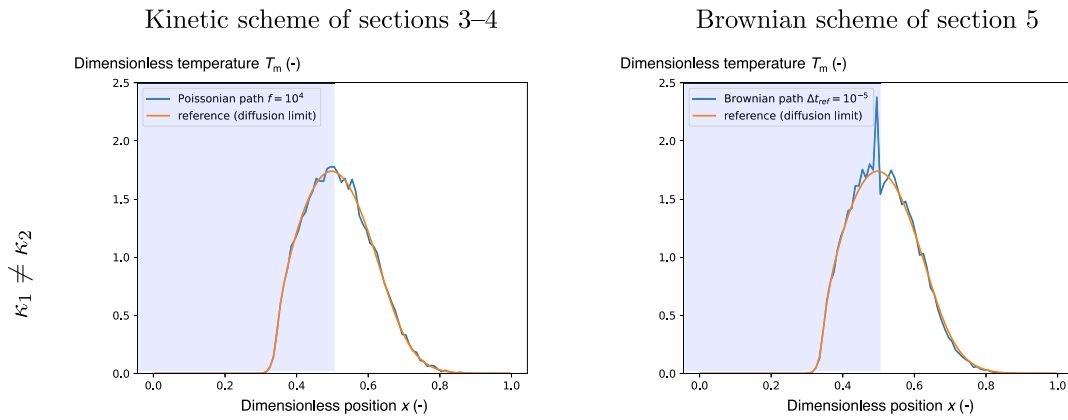 Kinetic scheme of sections 3–4
Brownian scheme of section 5
κ₁ ≠ κ₂
Dimensionless temperature Tₘ (-)
2.5
2.0
1.5
1.0
0.5
0.0
Poissonian path f = 10⁴
reference (diffusion limit)
0.0 0.2 0.4 0.6 0.8 1.0
Dimensionless position x (-)
Dimensionless temperature Tₘ (-)
2.5
2.0
1.5
1.0
0.5
0.0
Brownian path Δt_ref = 10⁻⁵
reference (diffusion limit)
0.0 0.2 0.4 0.6 0.8 1.0
Dimensionless position x (-)